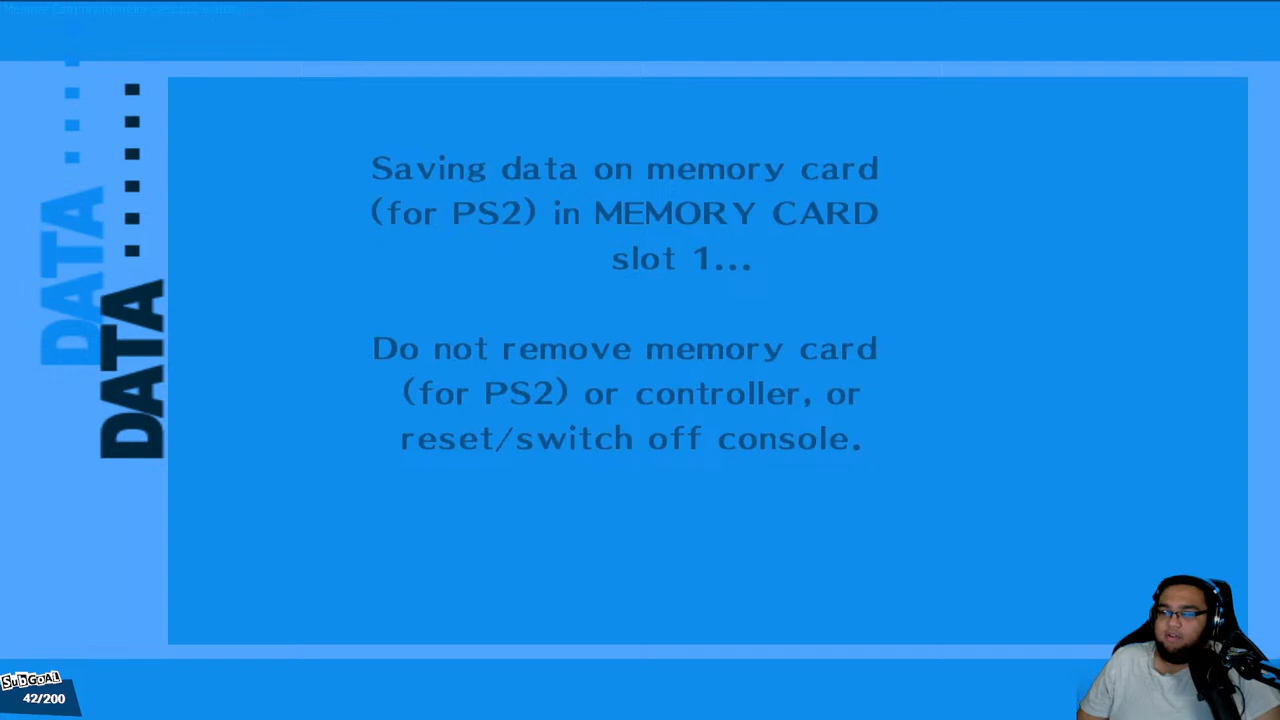 DATA
DATA
Saving data on memory card
(for PS2) in MEMORY CARD
slot 1...
Do not remove memory card
(for PS2) or controller, or
reset/switch off console.
SUBGOAL
42/200